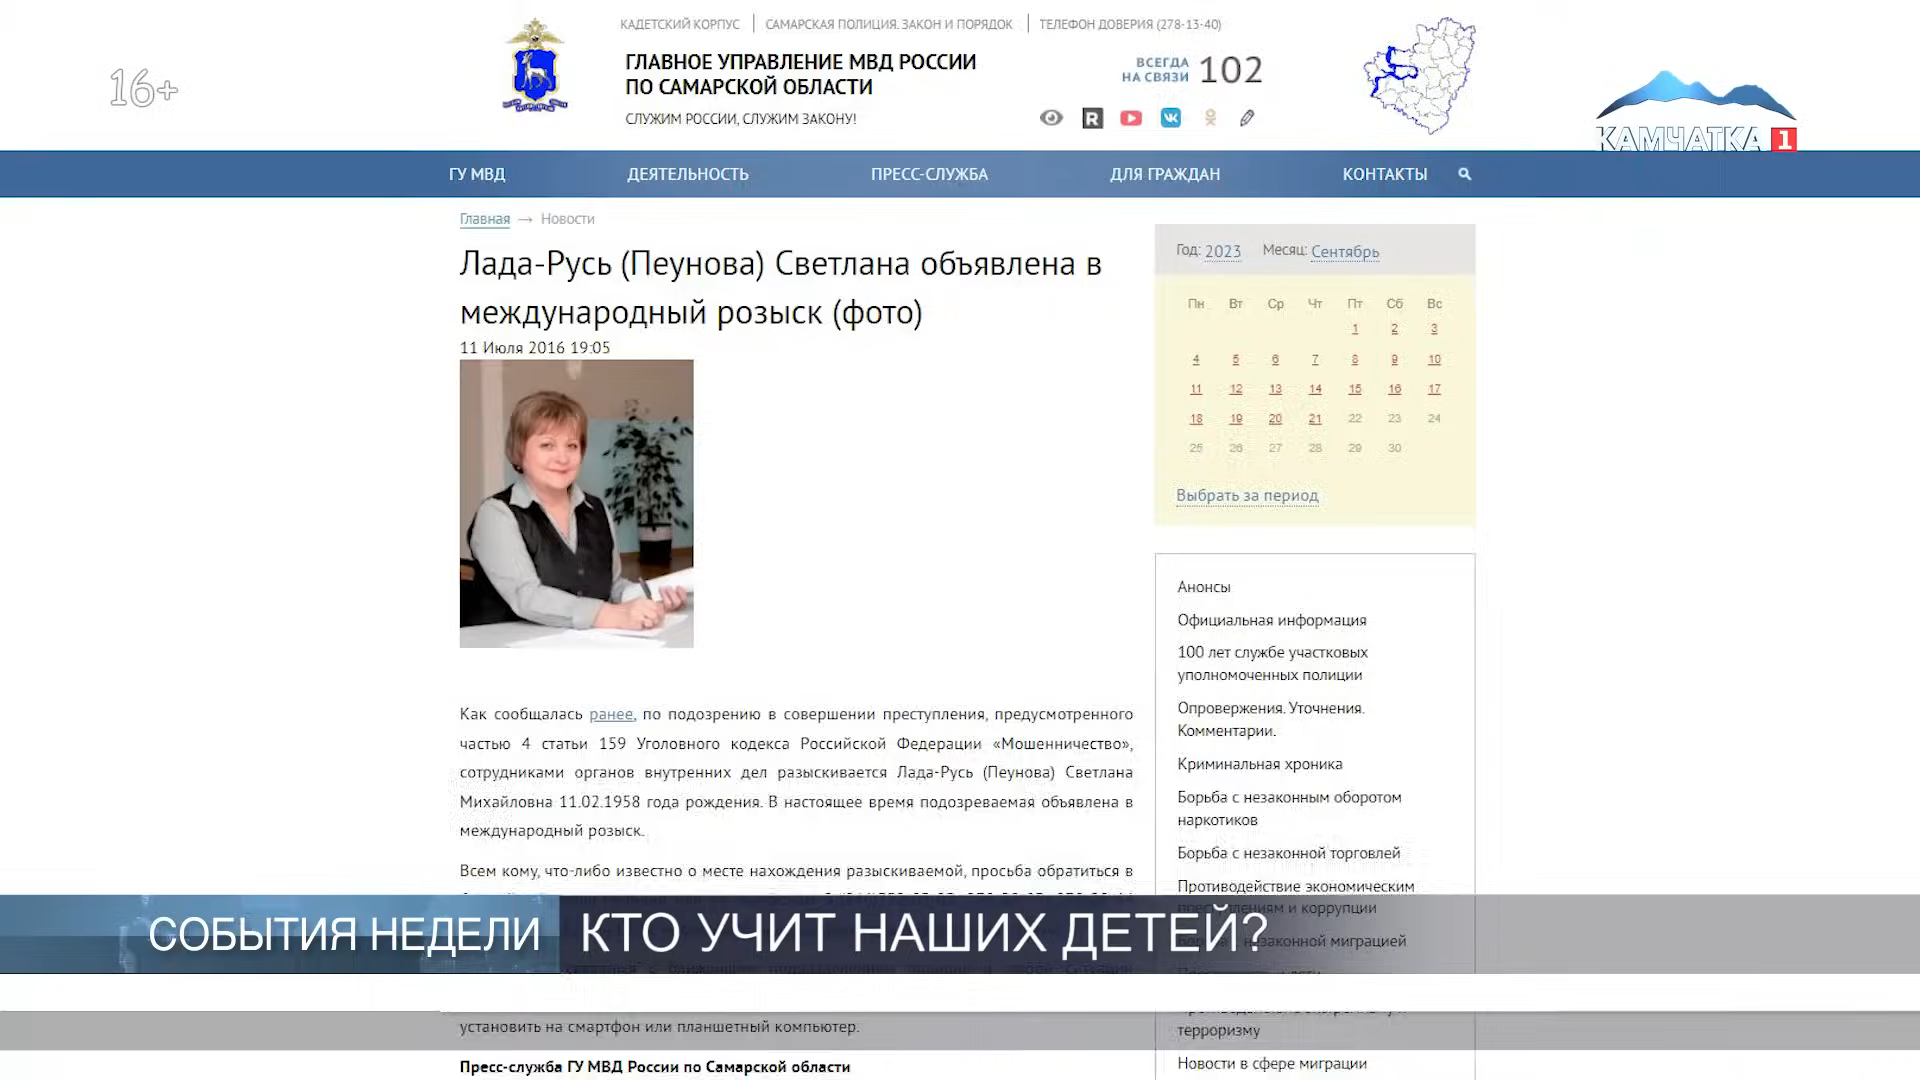 16+
КАДЕТСКИЙ КОРПУС
САМАРСКАЯ ПОЛИЦИЯ. ЗАКОН И ПОРЯДОК
ТЕЛЕФОН ДОВЕРИЯ (278-13-40)
ГЛАВНОЕ УПРАВЛЕНИЕ МВД РОССИИ
ПО САМАРСКОЙ ОБЛАСТИ
СЛУЖИМ РОССИИ, СЛУЖИМ ЗАКОНУ!
ВСЕГДА
НА СВЯЗИ
102
КАМЧАТКА 1
ГУ МВД
ДЕЯТЕЛЬНОСТЬ
ПРЕСС-СЛУЖБА
ДЛЯ ГРАЖДАН
КОНТАКТЫ
Главная → Новости
Лада-Русь (Пеунова) Светлана объявлена в
международный розыск (фото)
11 Июля 2016 19:05
Как сообщалась ранее, по подозрению в совершении преступления, предусмотренного
частью 4 статьи 159 Уголовного кодекса Российской Федерации «Мошенничество»,
сотрудниками органов внутренних дел разыскивается Лада-Русь (Пеунова) Светлана
Михайловна 11.02.1958 года рождения. В настоящее время подозреваемая объявлена в
международный розыск.
Всем кому, что-либо известно о месте нахождения разыскиваемой, просьба обратиться в
установить на смартфон или планшетный компьютер.
Пресс-служба ГУ МВД России по Самарской области
Год: 2023 Месяц: Сентябрь
Пн Вт Ср Чт Пт Сб Вс
1 2 3
4 5 6 7 8 9 10
11 12 13 14 15 16 17
18 19 20 21 22 23 24
25 26 27 28 29 30
Выбрать за период
Анонсы
Официальная информация
100 лет службе участковых
уполномоченных полиции
Опровержения. Уточнения.
Комментарии.
Криминальная хроника
Борьба с незаконным оборотом
наркотиков
Борьба с незаконной торговлей
Противодействие экономическим
преступлениям и коррупции
Борьба с незаконной миграцией
терроризму
Новости в сфере миграции
СОБЫТИЯ НЕДЕЛИ
КТО УЧИТ НАШИХ ДЕТЕЙ?